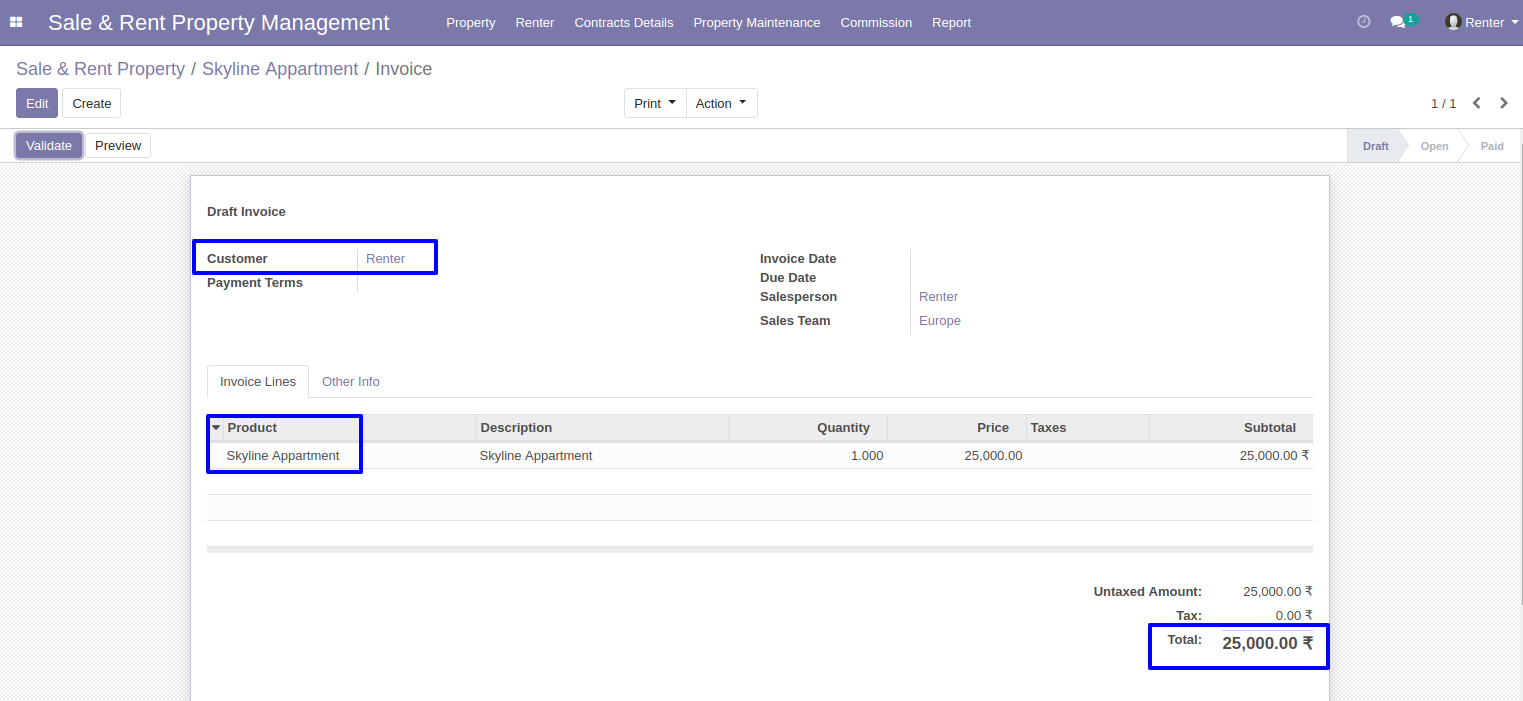 Sale & Rent Property Management Property Renter Contracts Details Property Maintenance Commission Report 1 Renter
Sale & Rent Property / Skyline Appartment / Invoice
Edit Create Print Action 1 / 1
Validate Preview Draft Open Paid
Draft Invoice
Customer Renter Invoice Date
Payment Terms Due Date
Salesperson Renter
Sales Team Europe
Invoice Lines Other Info
Product Description Quantity Price Taxes Subtotal
Skyline Appartment Skyline Appartment 1.000 25,000.00 25,000.00 ₹
Untaxed Amount: 25,000.00 ₹
Tax: 0.00 ₹
Total: 25,000.00 ₹